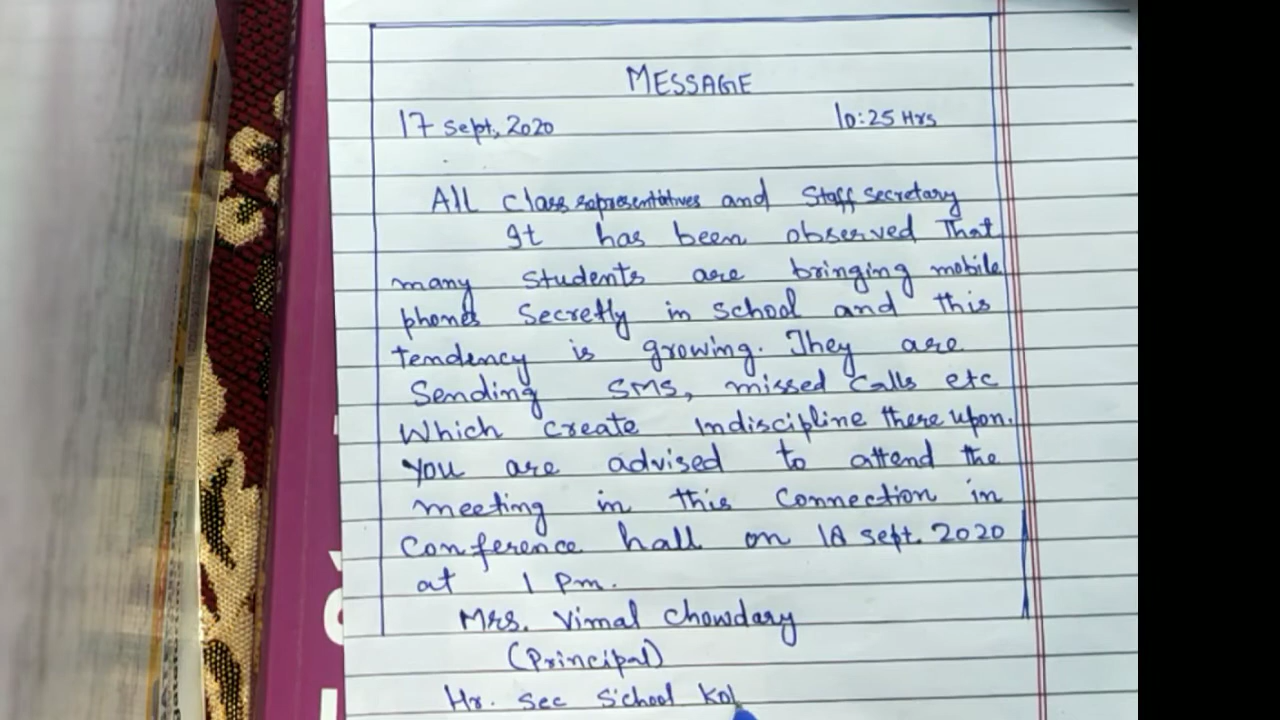 MESSAGE
17 Sept, 2020 10:25 Hrs
All class representatives and Staff Secretary
It has been observed That
many students are bringing mobile
phones Secretly in school and this
tendency is growing. They are
Sending SMS, missed Calls etc
Which create Indiscipline there upon.
You are advised to attend the
meeting in this Connection in
Conference hall on 18 Sept. 2020
at 1 Pm.
Mrs. Vimal Chowdary
(Principal)
Hr. Sec School